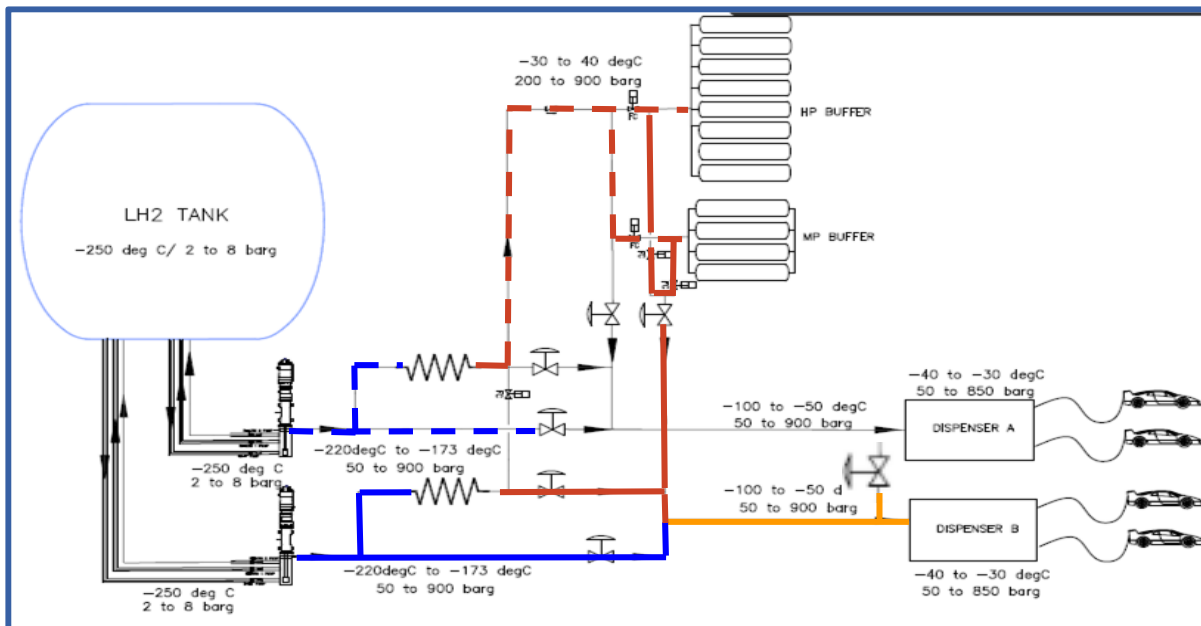 -30 to 40 degC
200 to 900 barg
HP BUFFER
LH2 TANK
-250 deg C/ 2 to 8 barg
MP BUFFER
-40 to -30 degC
50 to 850 barg
-100 to -50 degC
50 to 900 barg
DISPENSER A
-220degC to -173 degC
50 to 900 barg
-250 deg C
2 to 8 barg
-100 to -50 d
50 to 900 barg
DISPENSER B
-220degC to -173 degC
50 to 900 barg
-40 to -30 degC
50 to 850 barg
-250 deg C
2 to 8 barg